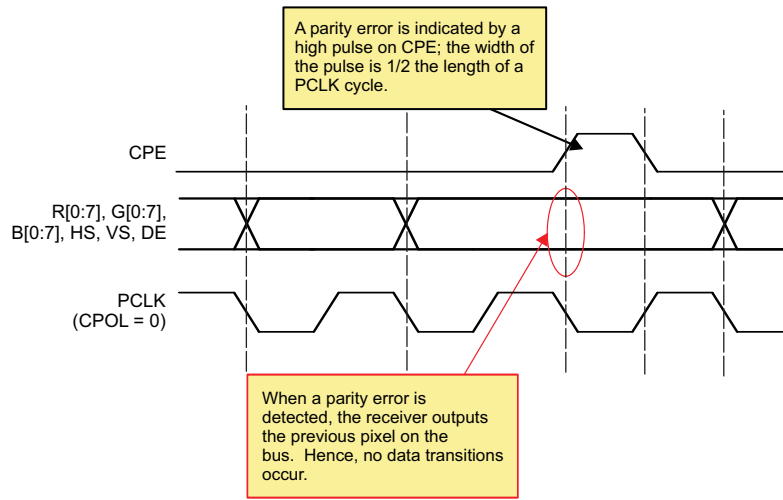 A parity error is indicated by a
high pulse on CPE; the width of
the pulse is 1/2 the length of a
PCLK cycle.
CPE
R[0:7], G[0:7],
B[0:7], HS, VS, DE
PCLK
(CPOL = 0)
When a parity error is
detected, the receiver outputs
the previous pixel on the
bus. Hence, no data transitions
occur.